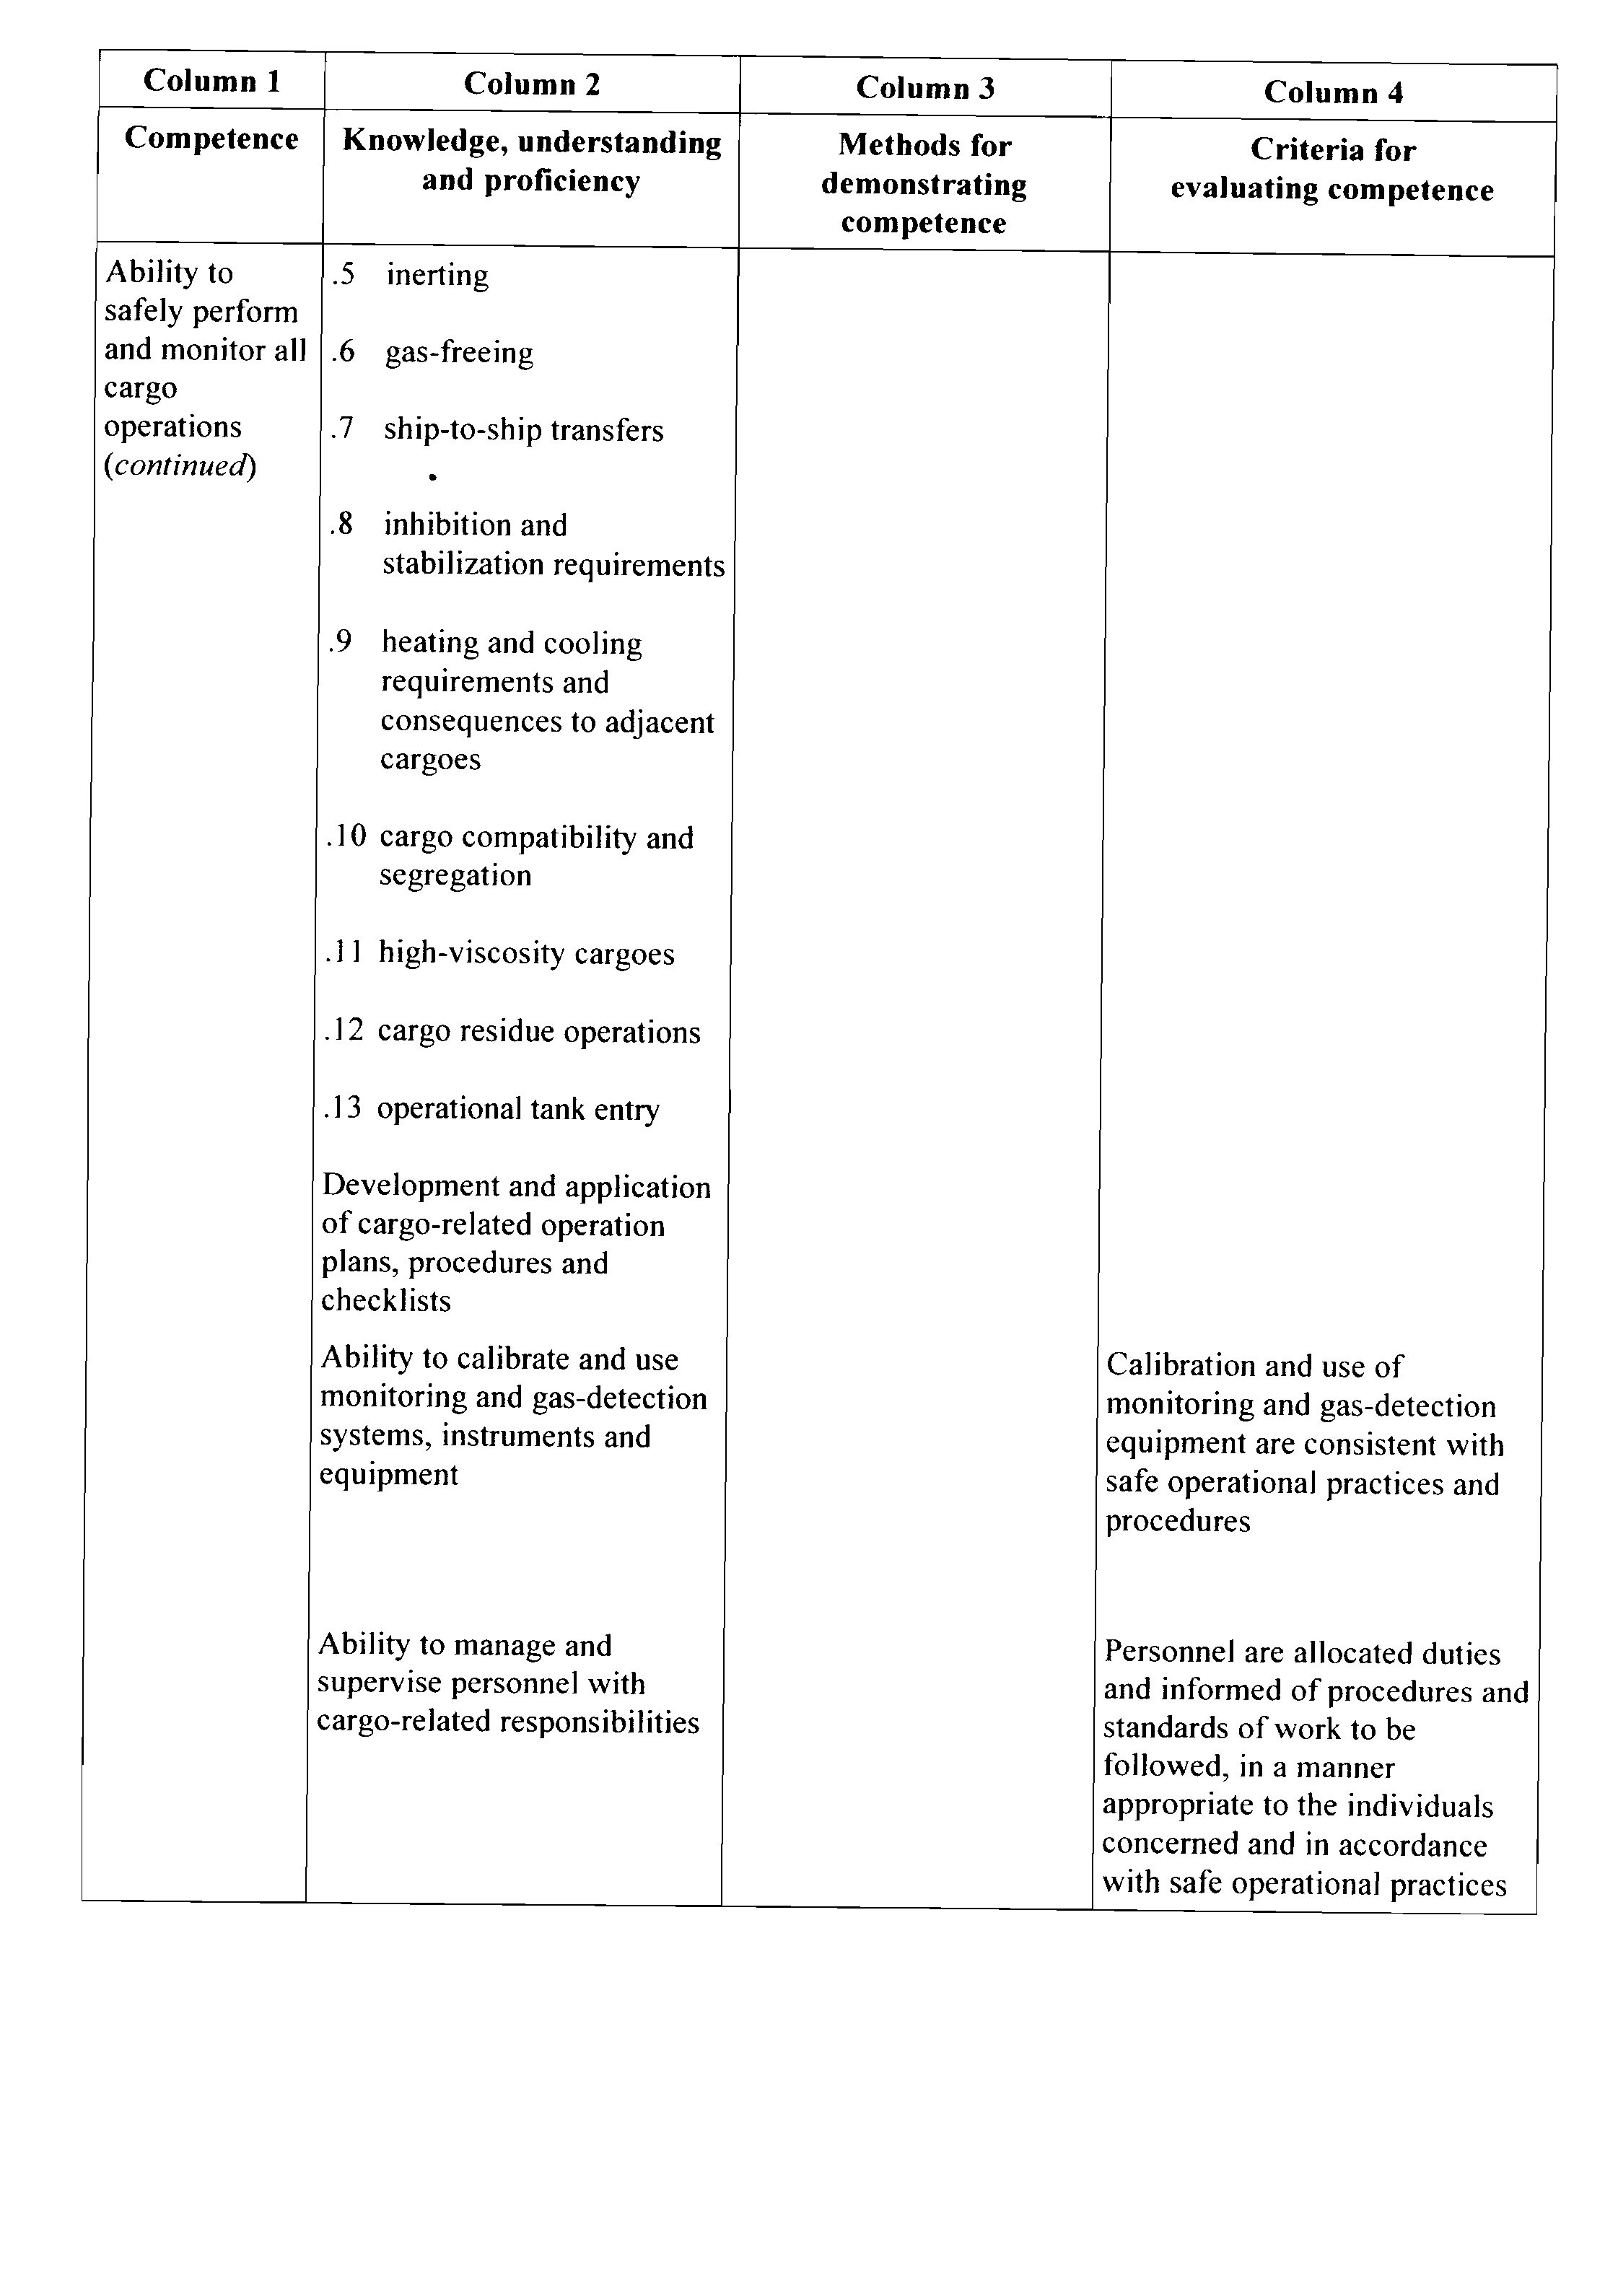 Column 1
Column 2
Column 3
Column 4
Competence
Knowledge, understanding
and proficiency
Methods for
demonstrating
competence
Criteria for
evaluating competence
Ability to
safely perform
and monitor all
cargo
operations
(continued)
.5 inerting
.6 gas-freeing
.7 ship-to-ship transfers
.8 inhibition and
stabilization requirements
.9 heating and cooling
requirements and
consequences to adjacent
cargoes
.10 cargo compatibility and
segregation
.11 high-viscosity cargoes
.12 cargo residue operations
.13 operational tank entry
Development and application
of cargo-related operation
plans, procedures and
checklists
Ability to calibrate and use
monitoring and gas-detection
systems, instruments and
equipment
Calibration and use of
monitoring and gas-detection
equipment are consistent with
safe operational practices and
procedures
Ability to manage and
supervise personnel with
cargo-related responsibilities
Personnel are allocated duties
and informed of procedures and
standards of work to be
followed, in a manner
appropriate to the individuals
concerned and in accordance
with safe operational practices